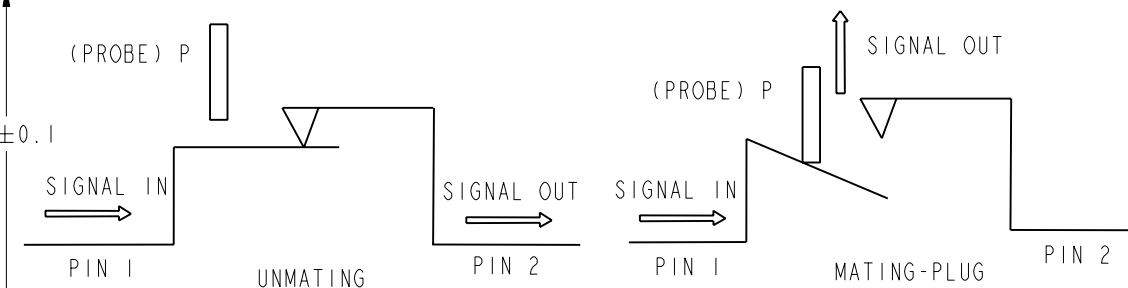 (PROBE) P
±0.1
SIGNAL IN
SIGNAL OUT
PIN 1
PIN 2
UNMATING
SIGNAL OUT
(PROBE) P
SIGNAL IN
PIN 1
PIN 2
MATING-PLUG